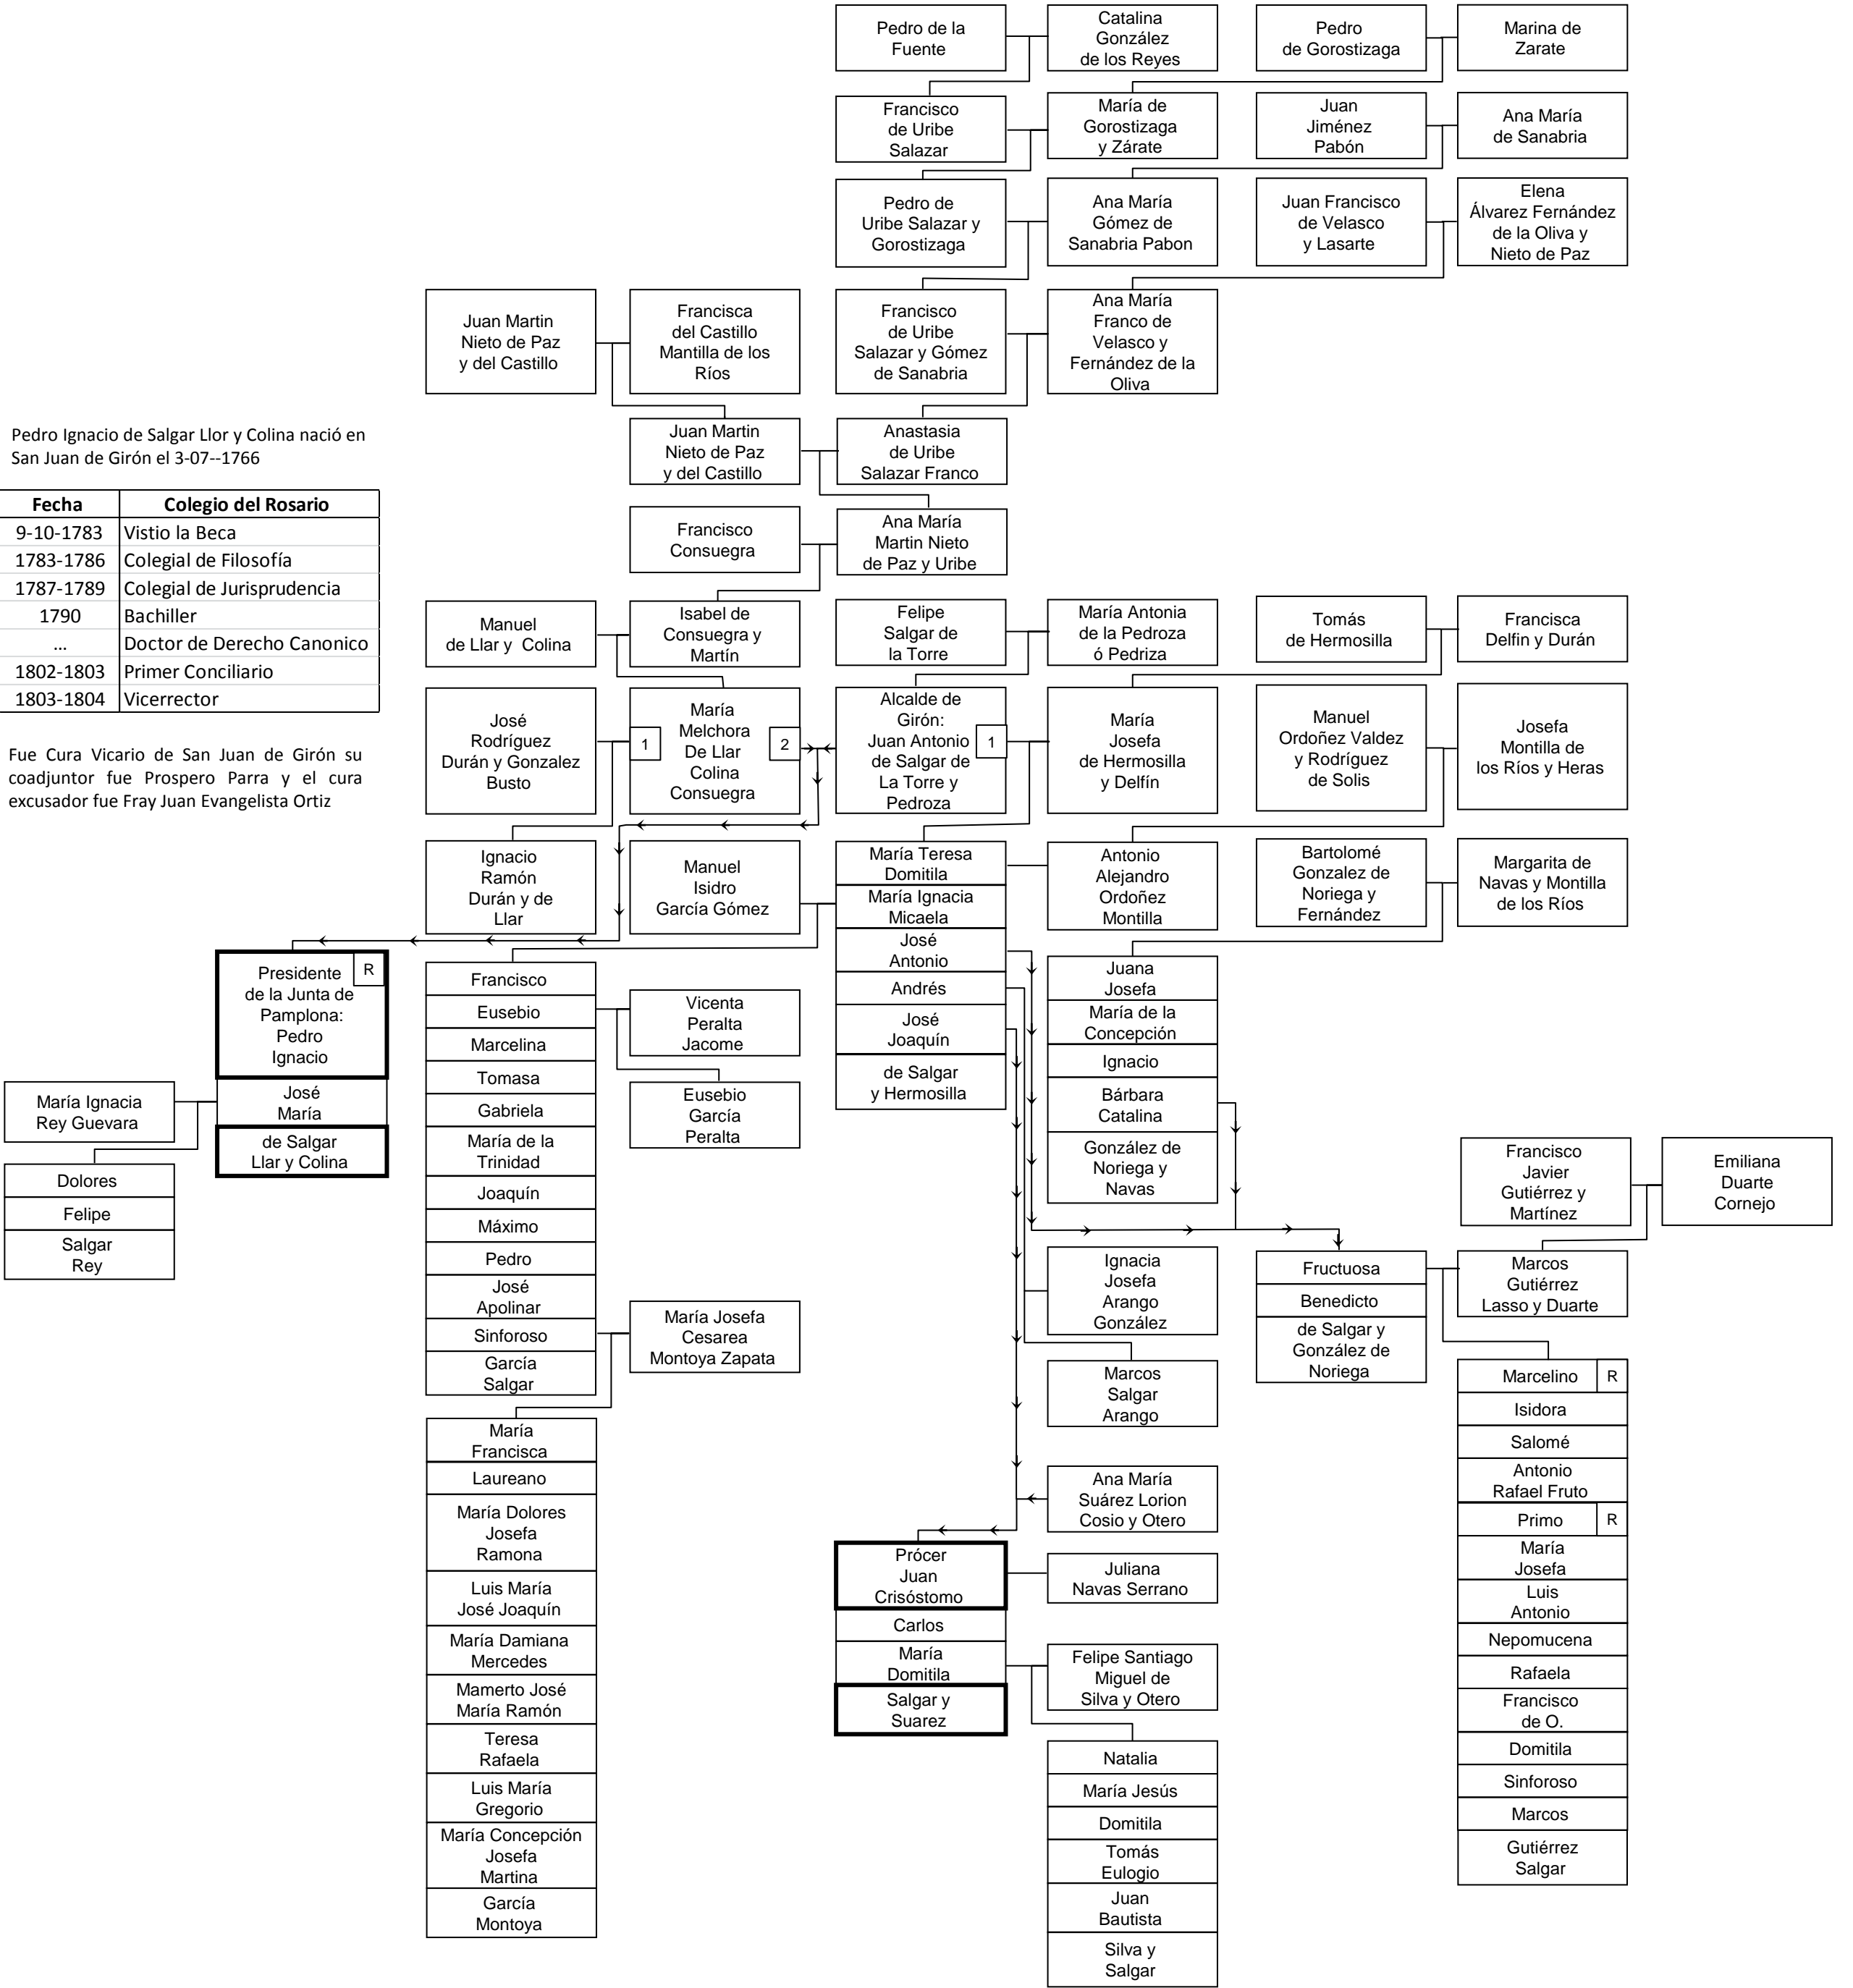 Pedro de la
Fuente
Catalina
González
de los Reyes
Pedro
de Gorostizaga
Marina de
Zarate
Francisco
de Uribe
Salazar
María de
Gorostizaga
y Zárate
Juan
Jiménez
Pabón
Ana María
de Sanabria
Pedro de
Uribe Salazar y
Gorostizaga
Ana María
Gómez de
Sanabria Pabon
Juan Francisco
de Velasco
y Lasarte
Elena
Álvarez Fernández
de la Oliva y
Nieto de Paz
Juan Martin
Nieto de Paz
y del Castillo
Francisca
del Castillo
Mantilla de los
Ríos
Francisco
de Uribe
Salazar y Gómez
de Sanabria
Ana María
Franco de
Velasco y
Fernández de la
Oliva
Pedro Ignacio de Salgar Llor y Colina nació en
San Juan de Girón el 3-07--1766
Juan Martin
Nieto de Paz
y del Castillo
Anastasia
de Uribe
Salazar Franco
Fecha Colegio del Rosario
9-10-1783 Vistio la Beca
1783-1786 Colegial de Filosofía
1787-1789 Colegial de Jurisprudencia
1790 Bachiller
... Doctor de Derecho Canonico
1802-1803 Primer Conciliario
1803-1804 Vicerrector
Francisco
Consuegra
Ana María
Martin Nieto
de Paz y Uribe
Manuel
de Llar y Colina
Isabel de
Consuegra y
Martín
Felipe
Salgar de
la Torre
María Antonia
de la Pedroza
ó Pedriza
Tomás
de Hermosilla
Francisca
Delfin y Durán
Fue Cura Vicario de San Juan de Girón su
coadjuntor fue Prospero Parra y el cura
excusador fue Fray Juan Evangelista Ortiz
José
Rodríguez
Durán y Gonzalez
Busto
1
María
Melchora
De Llar
Colina
Consuegra
2
Alcalde de
Girón:
Juan Antonio
de Salgar de
La Torre y
Pedroza
1
María
Josefa
de Hermosilla
y Delfín
Manuel
Ordoñez Valdez
y Rodríguez
de Solis
Josefa
Montilla de
los Ríos y Heras
Ignacio
Ramón
Durán y de
Llar
Manuel
Isidro
García Gómez
María Teresa
Domitila
María Ignacia
Micaela
José
Antonio
Andrés
José
Joaquín
de Salgar
y Hermosilla
Antonio
Alejandro
Ordoñez
Montilla
Bartolomé
Gonzalez de
Noriega y
Fernández
Margarita de
Navas y Montilla
de los Ríos
Presidente
de la Junta de
Pamplona:
Pedro
Ignacio
R
José
María
de Salgar
Llar y Colina
María Ignacia
Rey Guevara
Dolores
Felipe
Salgar
Rey
Francisco
Eusebio
Marcelina
Tomasa
Gabriela
María de la
Trinidad
Joaquín
Máximo
Pedro
José
Apolinar
Sinforoso
García
Salgar
Vicenta
Peralta
Jacome
Eusebio
García
Peralta
Juana
Josefa
María de la
Concepción
Ignacio
Bárbara
Catalina
González de
Noriega y
Navas
Francisco
Javier
Gutiérrez y
Martínez
Emiliana
Duarte
Cornejo
Ignacia
Josefa
Arango
González
Fructuosa
Benedicto
de Salgar y
González de
Noriega
Marcos
Gutiérrez
Lasso y Duarte
María Josefa
Cesarea
Montoya Zapata
Marcos
Salgar
Arango
Marcelino
R
Isidora
Salomé
Antonio
Rafael Fruto
Primo
R
María
Josefa
Luis
Antonio
Nepomucena
Rafaela
Francisco
de O.
Domitila
Sinforoso
Marcos
Gutiérrez
Salgar
María
Francisca
Laureano
María Dolores
Josefa
Ramona
Luis María
José Joaquín
María Damiana
Mercedes
Mamerto José
María Ramón
Teresa
Rafaela
Luis María
Gregorio
María Concepción
Josefa
Martina
García
Montoya
Ana María
Suárez Lorion
Cosio y Otero
Prócer
Juan
Crisóstomo
Carlos
María
Domitila
Salgar y
Suarez
Juliana
Navas Serrano
Felipe Santiago
Miguel de
Silva y Otero
Natalia
María Jesús
Domitila
Tomás
Eulogio
Juan
Bautista
Silva y
Salgar